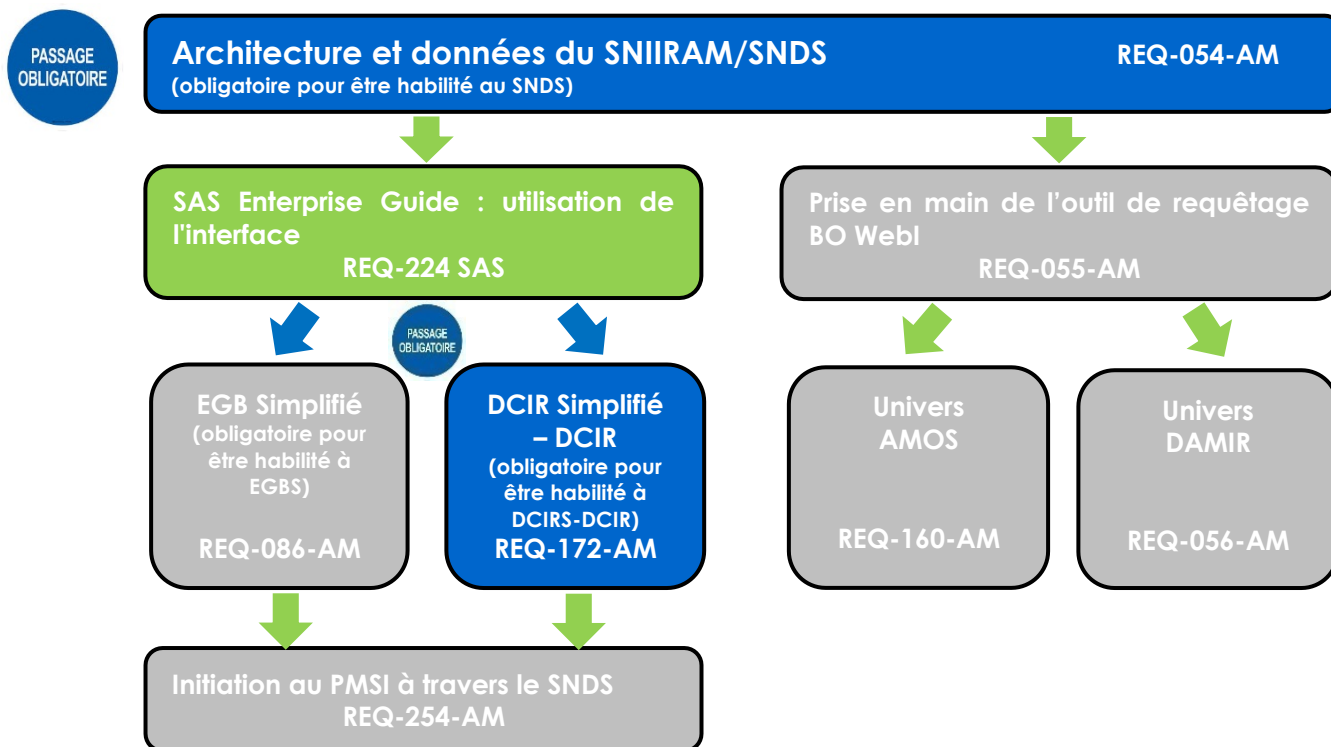 PASSAGE
OBLIGATOIRE
Architecture et données du SNIIRAM/SNDS REQ-054-AM
(obligatoire pour être habilité au SNDS)
SAS Enterprise Guide : utilisation de
l'interface
REQ-224 SAS
Prise en main de l’outil de requêtage
BO WebI
REQ-055-AM
PASSAGE
OBLIGATOIRE
EGB Simplifié
(obligatoire pour
être habilité à
EGBS)
REQ-086-AM
DCIR Simplifié
– DCIR
(obligatoire pour
être habilité à
DCIRS-DCIR)
REQ-172-AM
Univers
AMOS
REQ-160-AM
Univers
DAMIR
REQ-056-AM
Initiation au PMSI à travers le SNDS
REQ-254-AM